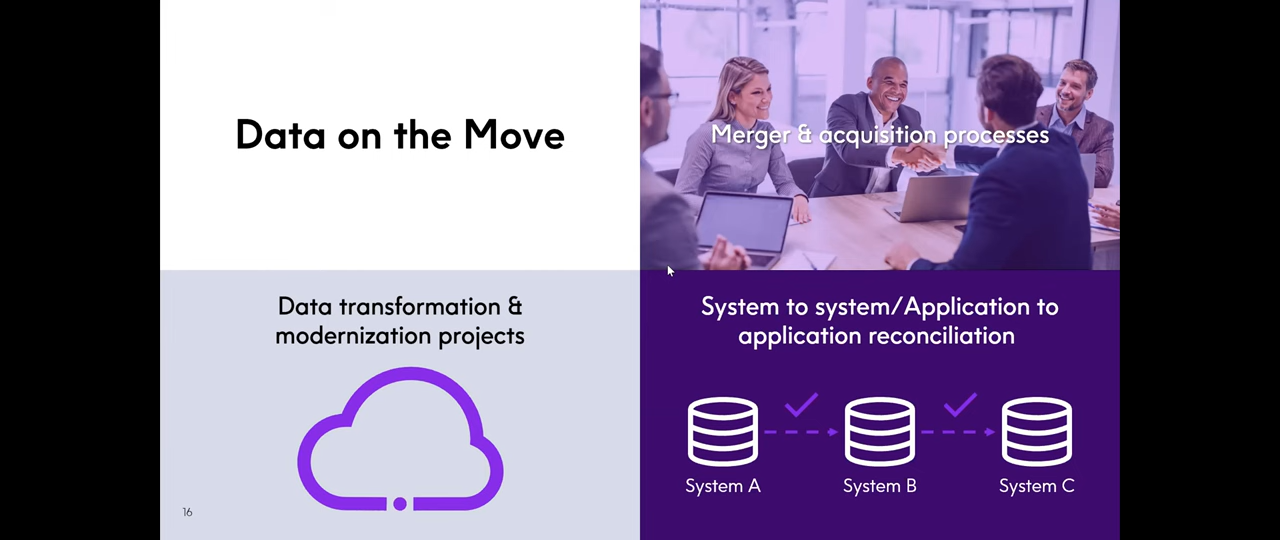 Data on the Move
Merger & acquisition processes
Data transformation &
modernization projects
System to system/Application to
application reconciliation
System A
System B
System C
16